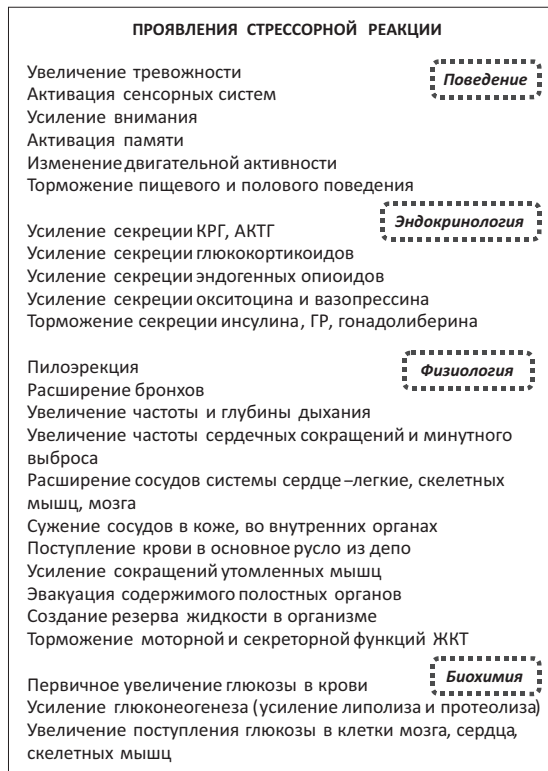 ПРОЯВЛЕНИЯ СТРЕССОРНОЙ РЕАКЦИИ
Поведение
Увеличение тревожности
Активация сенсорных систем
Усиление внимания
Активация памяти
Изменение двигательной активности
Торможение пищевого и полового поведения
Эндокринология
Усиление секреции КРГ, АКТГ
Усиление секреции глюкокортикоидов
Усиление секреции эндогенных опиоидов
Усиление секреции окситоцина и вазопрессина
Торможение секреции инсулина, ГР, гонадолиберина
Физиология
Пилоэрекция
Расширение бронхов
Увеличение частоты и глубины дыхания
Увеличение частоты сердечных сокращений и минутного
выброса
Расширение сосудов системы сердце–легкие, скелетных
мышц, мозга
Сужение сосудов в коже, во внутренних органах
Поступление крови в основное русло из депо
Усиление сокращений утомленных мышц
Эвакуация содержимого полостных органов
Создание резерва жидкости в организме
Торможение моторной и секреторной функций ЖКТ
Биохимия
Первичное увеличение глюкозы в крови
Усиление глюконеогенеза (усиление липолиза и протеолиза)
Увеличение поступления глюкозы в клетки мозга, сердца,
скелетных мышц